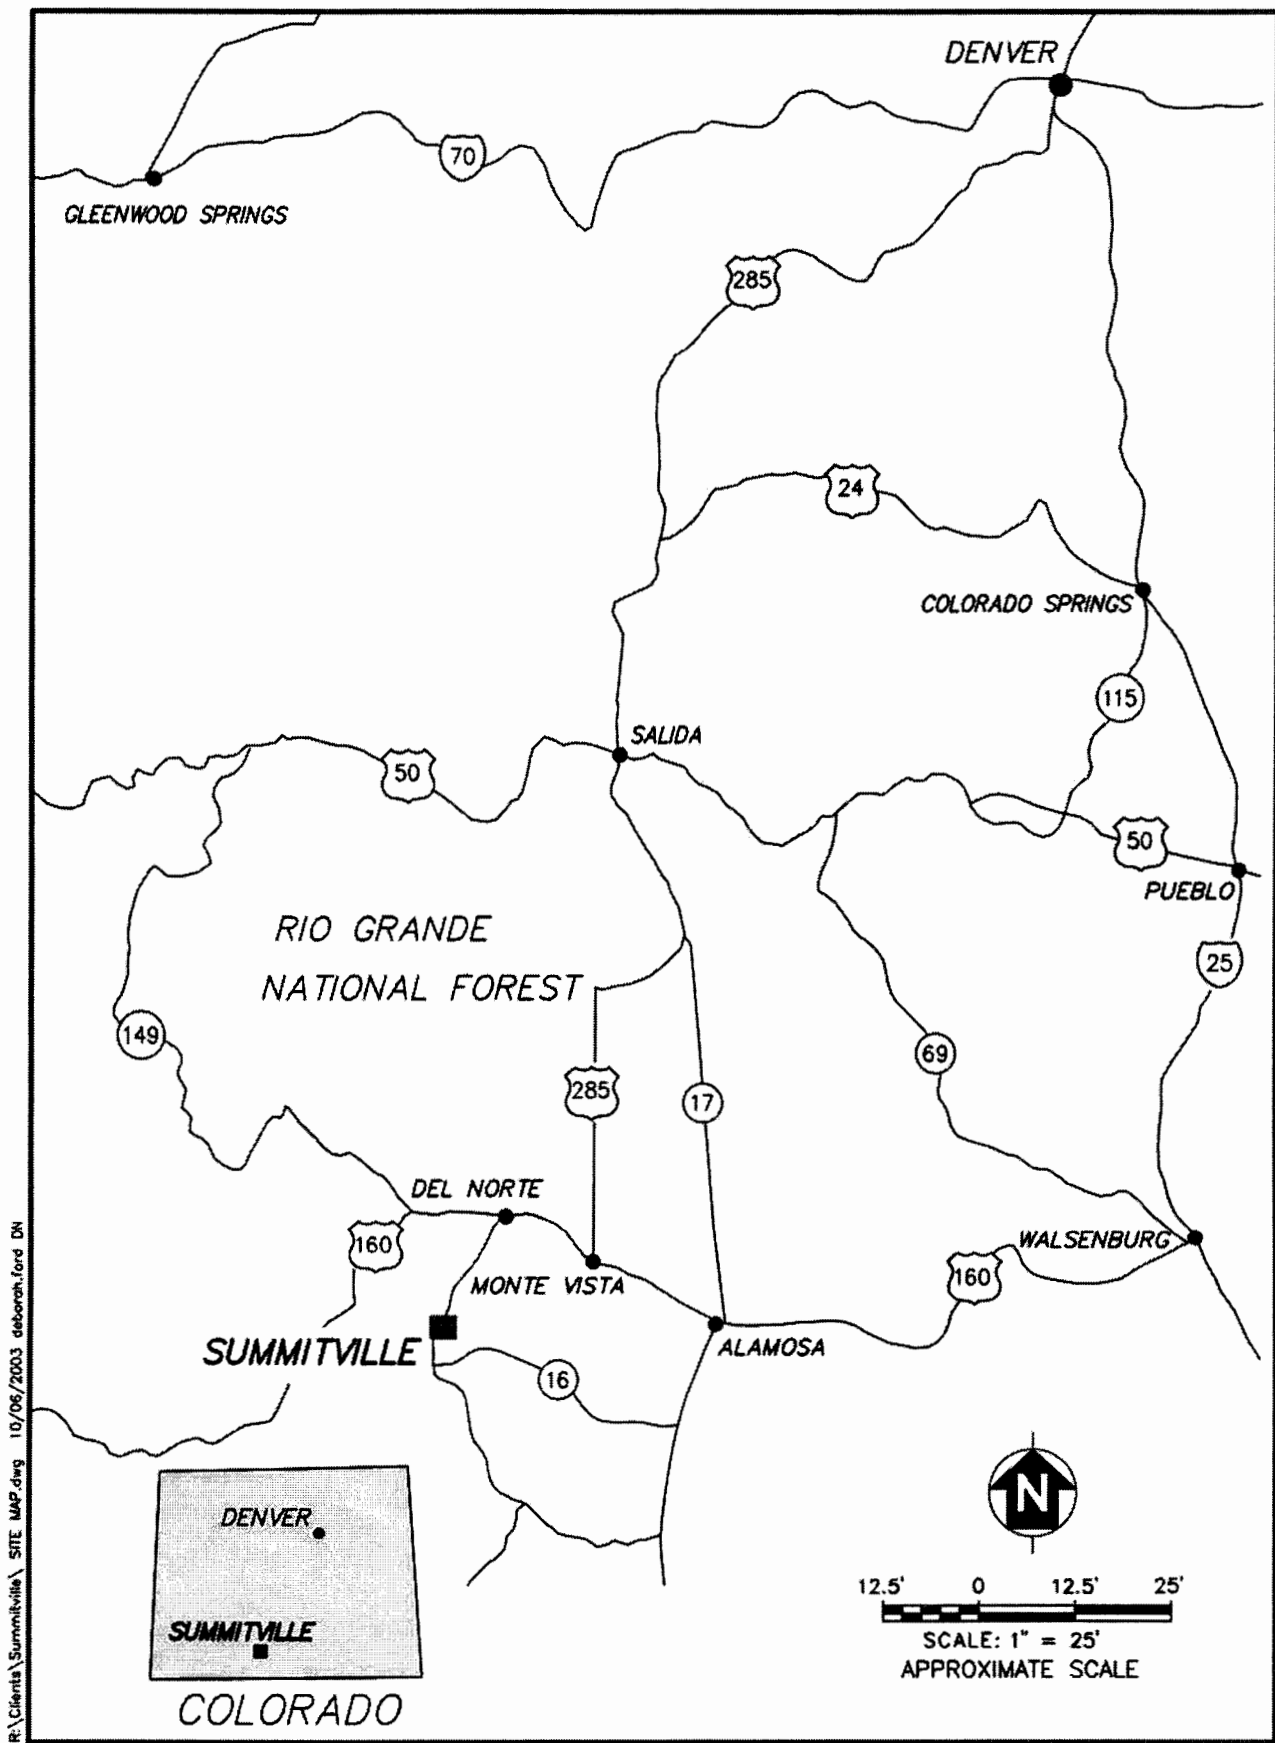 DENVER
70
GLEENWOOD SPRINGS
285
24
COLORADO SPRINGS
115
SALIDA
50
50
PUEBLO
RIO GRANDE
NATIONAL FOREST
25
149
69
285
17
DEL NORTE
160
WALSENBURG
160
MONTE VISTA
SUMMITVILLE
ALAMOSA
16
N
DENVER
SUMMITVILLE
COLORADO
12.5' 0 12.5' 25'
SCALE: 1" = 25'
APPROXIMATE SCALE
R:\Clients\Summitville\ SITE MAP.dwg 10/06/2003 deborah.ford DN